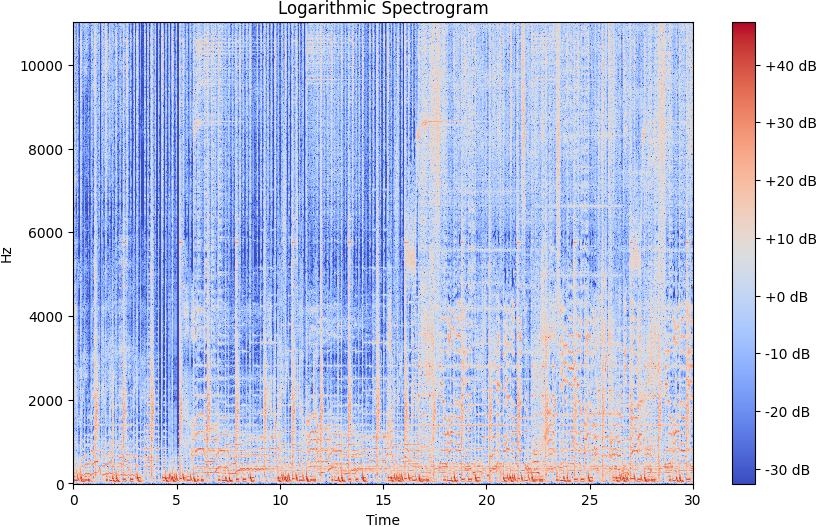 Logarithmic Spectrogram
10000
8000
6000
4000
2000
0
Hz
0 5 10 15 20 25 30
Time
+40 dB
+30 dB
+20 dB
+10 dB
+0 dB
-10 dB
-20 dB
-30 dB